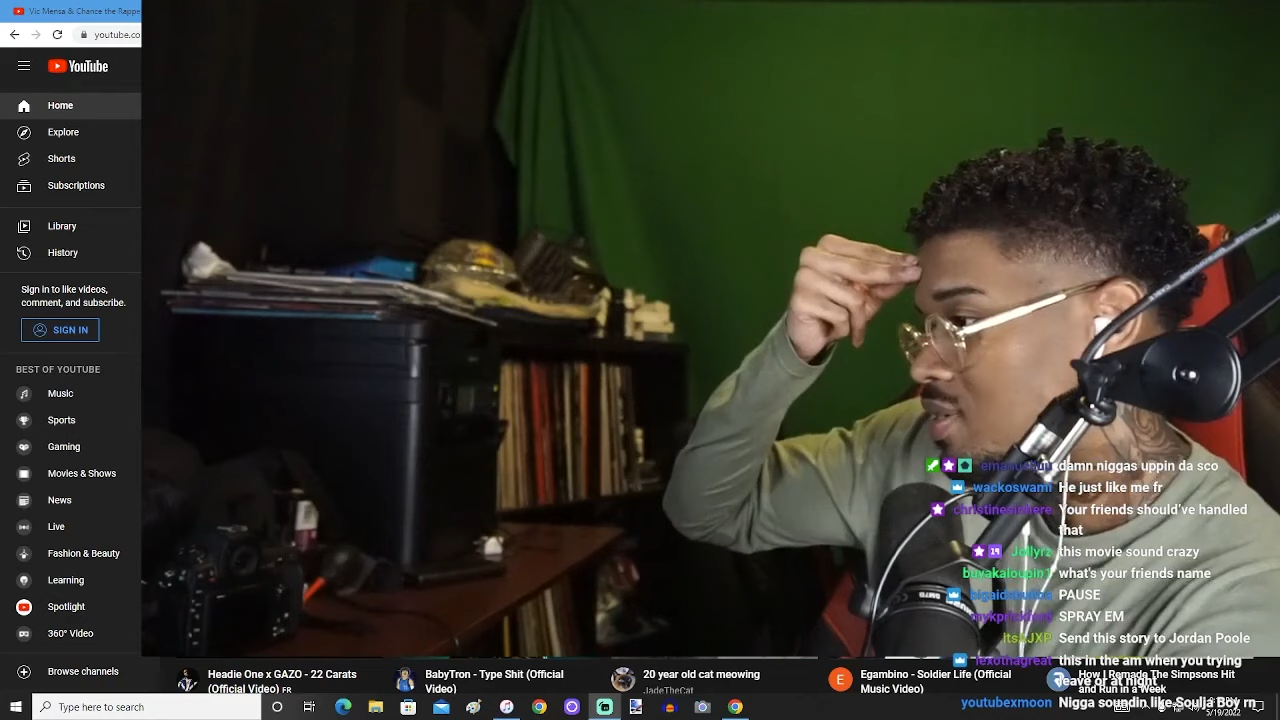 Vic Mensa & Chance the Rappe
youtube.co
YouTube
Home
Explore
Shorts
Subscriptions
Library
History
Sign in to like videos,
comment, and subscribe.
SIGN IN
BEST OF YOUTUBE
Music
Sports
Gaming
Movies & Shows
News
Live
Fashion & Beauty
Learning
Spotlight
360° Video
Browse channels
damn niggas uppin da sco
wackoswami He just like me fr
Your friends should've handled
that
this movie sound crazy
what's your friends name
PAUSE
SPRAY EM
Send this story to Jordan Poole
lexothagreat this in the am when you trying
leave or at night
youtubexmoon Nigga soundin like Soulja Boy m
Headie One x GAZO - 22 Carats
(Official Video) FR
BabyTron - Type Shit (Official
Video)
20 year old cat meowing
JadeTheCat
E
Egambino - Soldier Life (Official
Music Video)
How I Remade The Simpsons Hit
and Run in a Week
Type here to search
5/19/2022